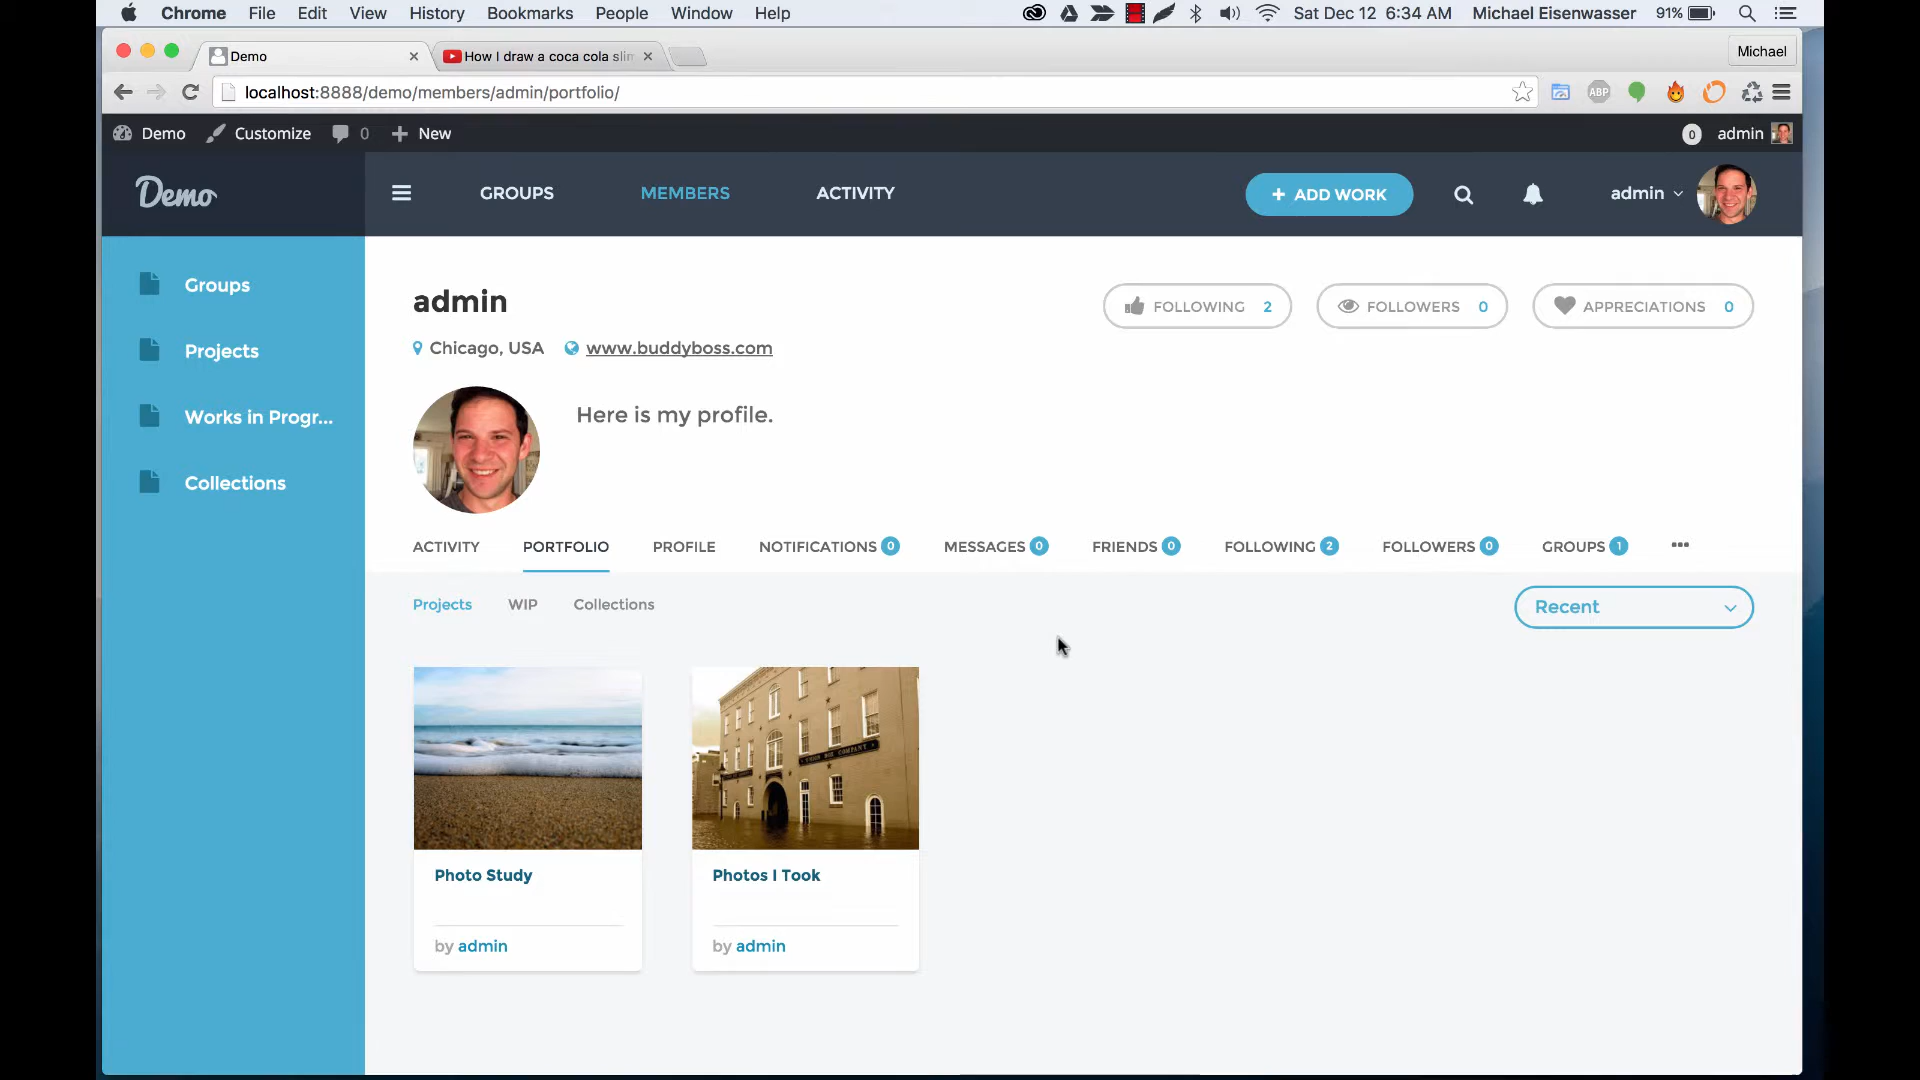 Chrome File Edit View History Bookmarks People Window Help Sat Dec 12 6:34 AM Michael Eisenwasser 91%
Demo How I draw a coca cola slim Michael
localhost:8888/demo/members/admin/portfolio/ ABP
Demo Customize 0 New 0 admin
Demo GROUPS MEMBERS ACTIVITY + ADD WORK admin
Groups
Projects
Works in Progr...
Collections
admin
FOLLOWING 2 FOLLOWERS 0 APPRECIATIONS 0
Chicago, USA www.buddyboss.com
Here is my profile.
ACTIVITY PORTFOLIO PROFILE NOTIFICATIONS 0 MESSAGES 0 FRIENDS 0 FOLLOWING 2 FOLLOWERS 0 GROUPS 1 •••
Projects WIP Collections Recent
Photo Study
by admin
Photos I Took
by admin